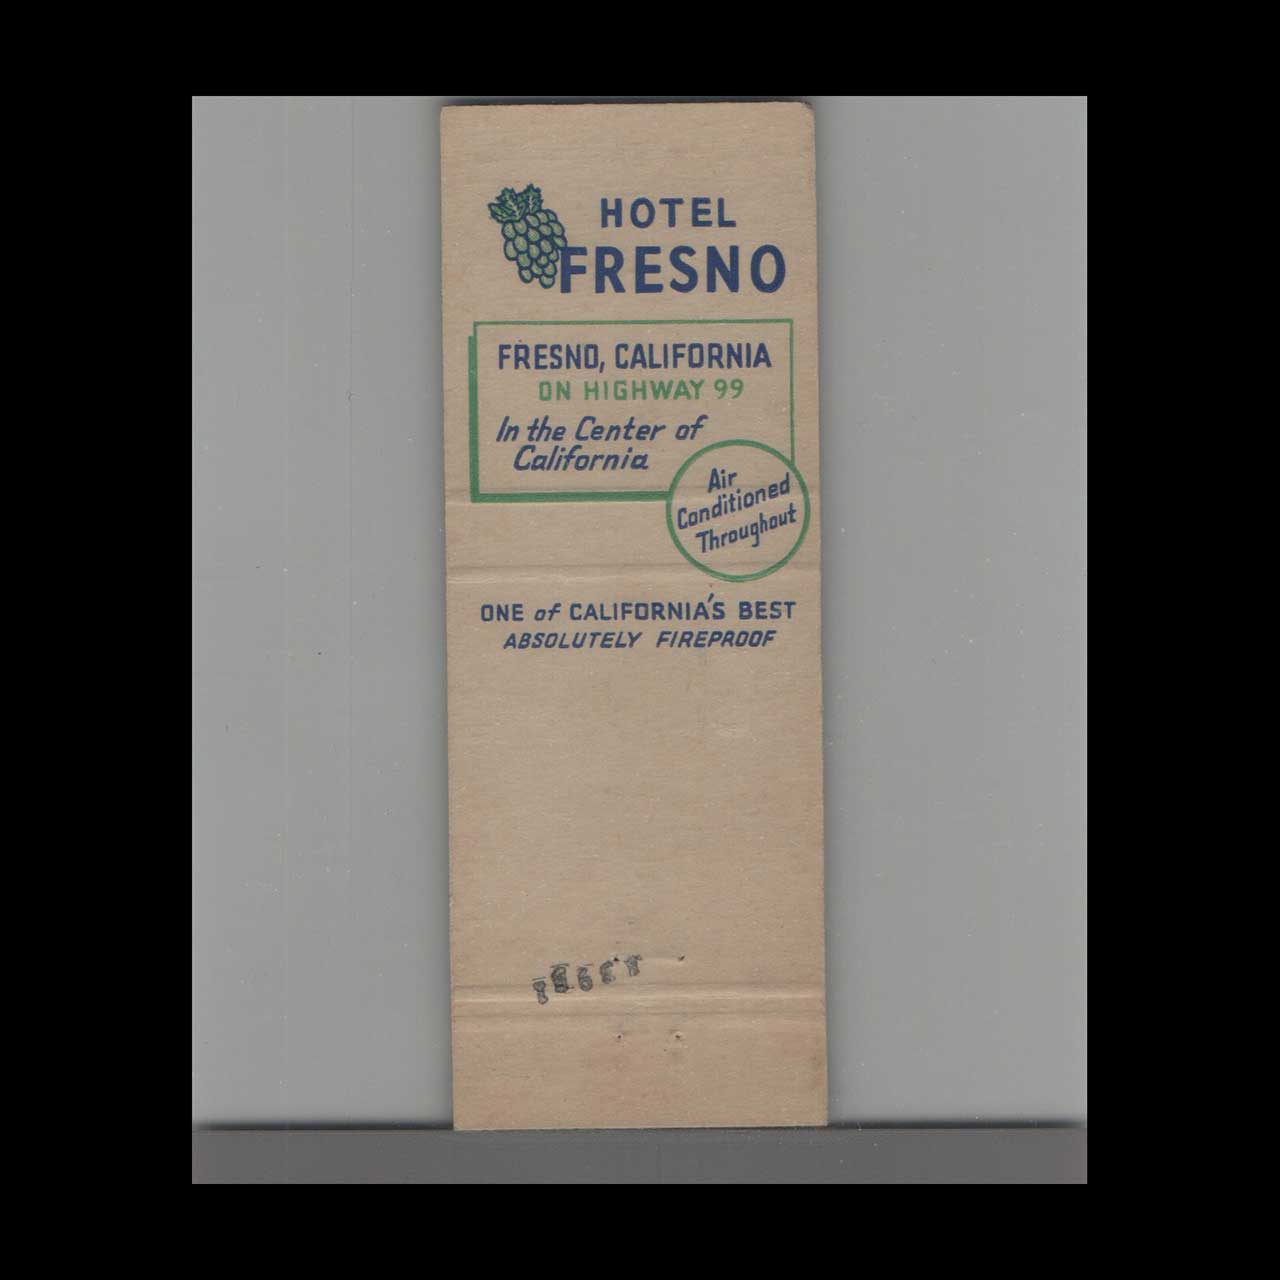 HOTEL
FRESNO
FRESNO, CALIFORNIA
ON HIGHWAY 99
In the Center of
California
Air
Conditioned
Throughout
ONE of CALIFORNIA'S BEST
ABSOLUTELY FIREPROOF